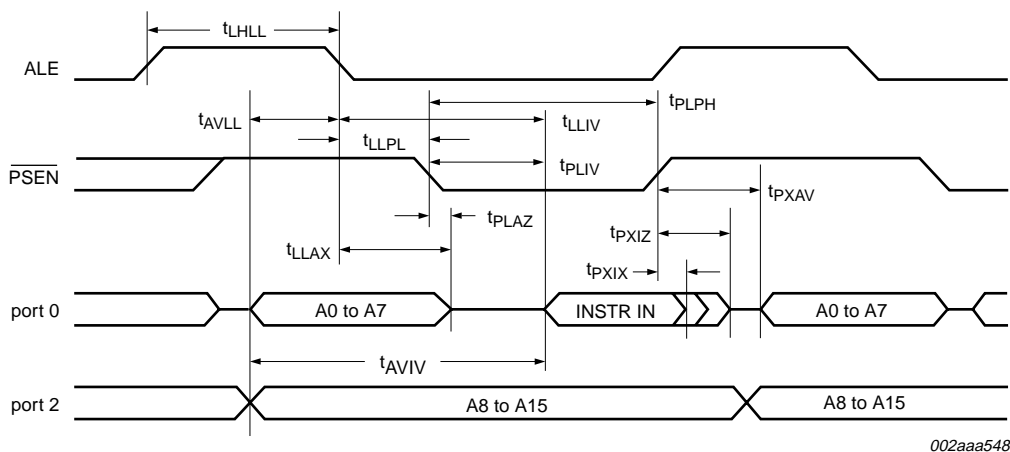 tLHLL
ALE
tPLPH
tAVLL
tLLIV
tLLPL
PSEN
tPLIV
tPXAV
tPLAZ
tPXIZ
tLLAX
tPXIX
port 0
A0 to A7
INSTR IN
A0 to A7
tAVIV
port 2
A8 to A15
A8 to A15
002aaa548